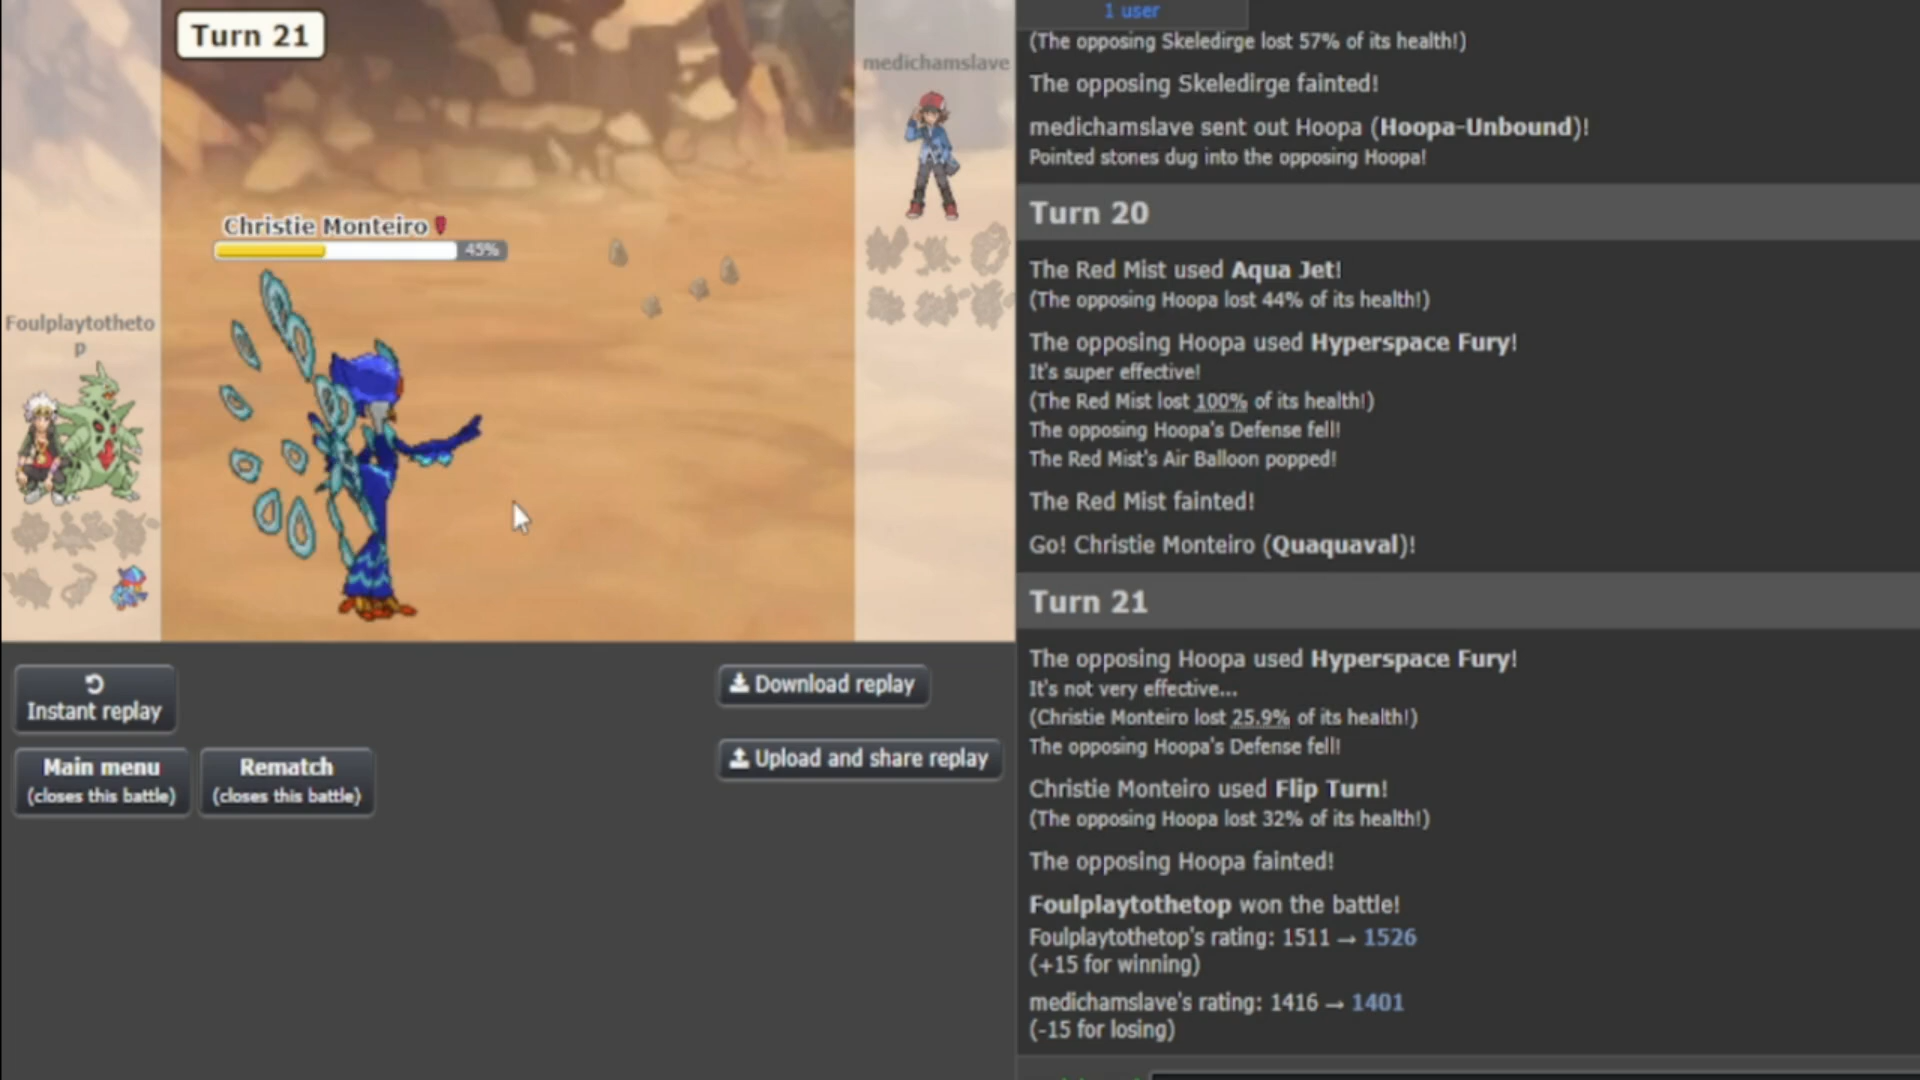 Turn 21
medichamslave
Christie Monteiro
45%
Foulplaytotheto
p
Instant replay
Main menu
(closes this battle)
Rematch
(closes this battle)
Download replay
Upload and share replay
1 user
(The opposing Skeledirge lost 57% of its health!)
The opposing Skeledirge fainted!
medichamslave sent out Hoopa (Hoopa-Unbound)!
Pointed stones dug into the opposing Hoopa!
Turn 20
The Red Mist used Aqua Jet!
(The opposing Hoopa lost 44% of its health!)
The opposing Hoopa used Hyperspace Fury!
It's super effective!
(The Red Mist lost 100% of its health!)
The opposing Hoopa's Defense fell!
The Red Mist's Air Balloon popped!
The Red Mist fainted!
Go! Christie Monteiro (Quaquaval)!
Turn 21
The opposing Hoopa used Hyperspace Fury!
It's not very effective...
(Christie Monteiro lost 25.9% of its health!)
The opposing Hoopa's Defense fell!
Christie Monteiro used Flip Turn!
(The opposing Hoopa lost 32% of its health!)
The opposing Hoopa fainted!
Foulplaytothetop won the battle!
Foulplaytothetop's rating: 1511 → 1526
(+15 for winning)
medichamslave's rating: 1416 → 1401
(-15 for losing)